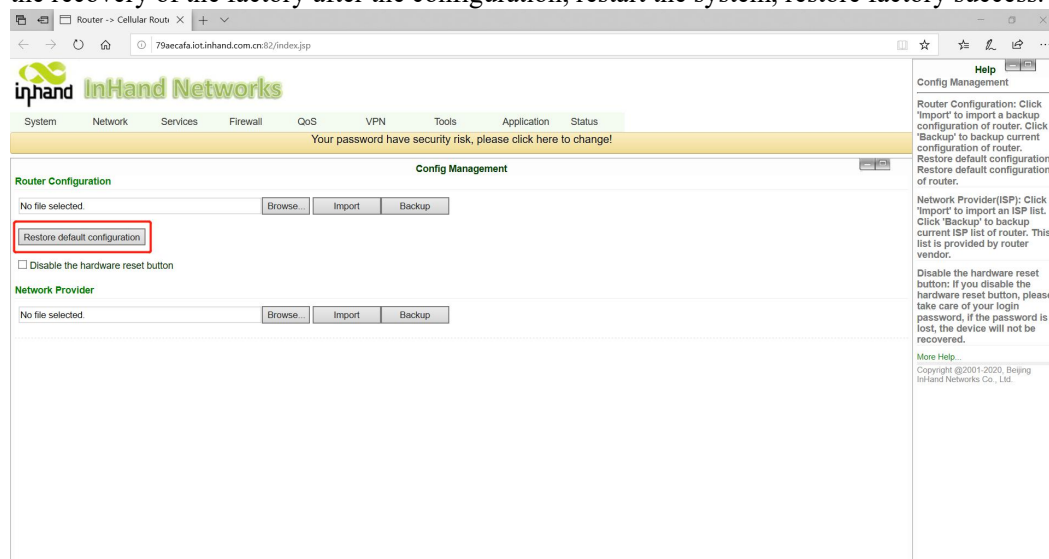 the recovery of the factory after the configuration, restart the system, restore factory success.
Router -> Cellular Route
79aecafa.iot.inhand.com.cn:82/index.jsp
inhand InHand Networks
System Network Services Firewall QoS VPN Tools Application Status
Your password have security risk, please click here to change!
Config Management
Router Configuration
No file selected. Browse... Import Backup
Restore default configuration
Disable the hardware reset button
Network Provider
No file selected. Browse... Import Backup
Help
Config Management
Router Configuration: Click
'Import' to import a backup
configuration of router. Click
'Backup' to backup current
configuration of router.
Restore default configuration
Restore default configuration
of router.
Network Provider(ISP): Click
'Import' to import an ISP list.
Click 'Backup' to backup
current ISP list of router. This
list is provided by router
vendor.
Disable the hardware reset
button: If you disable the
hardware reset button, please
take care of your login
password, if the password is
lost, the device will not be
recovered.
More Help...
Copyright @2001-2020, Beijing
InHand Networks Co., Ltd.